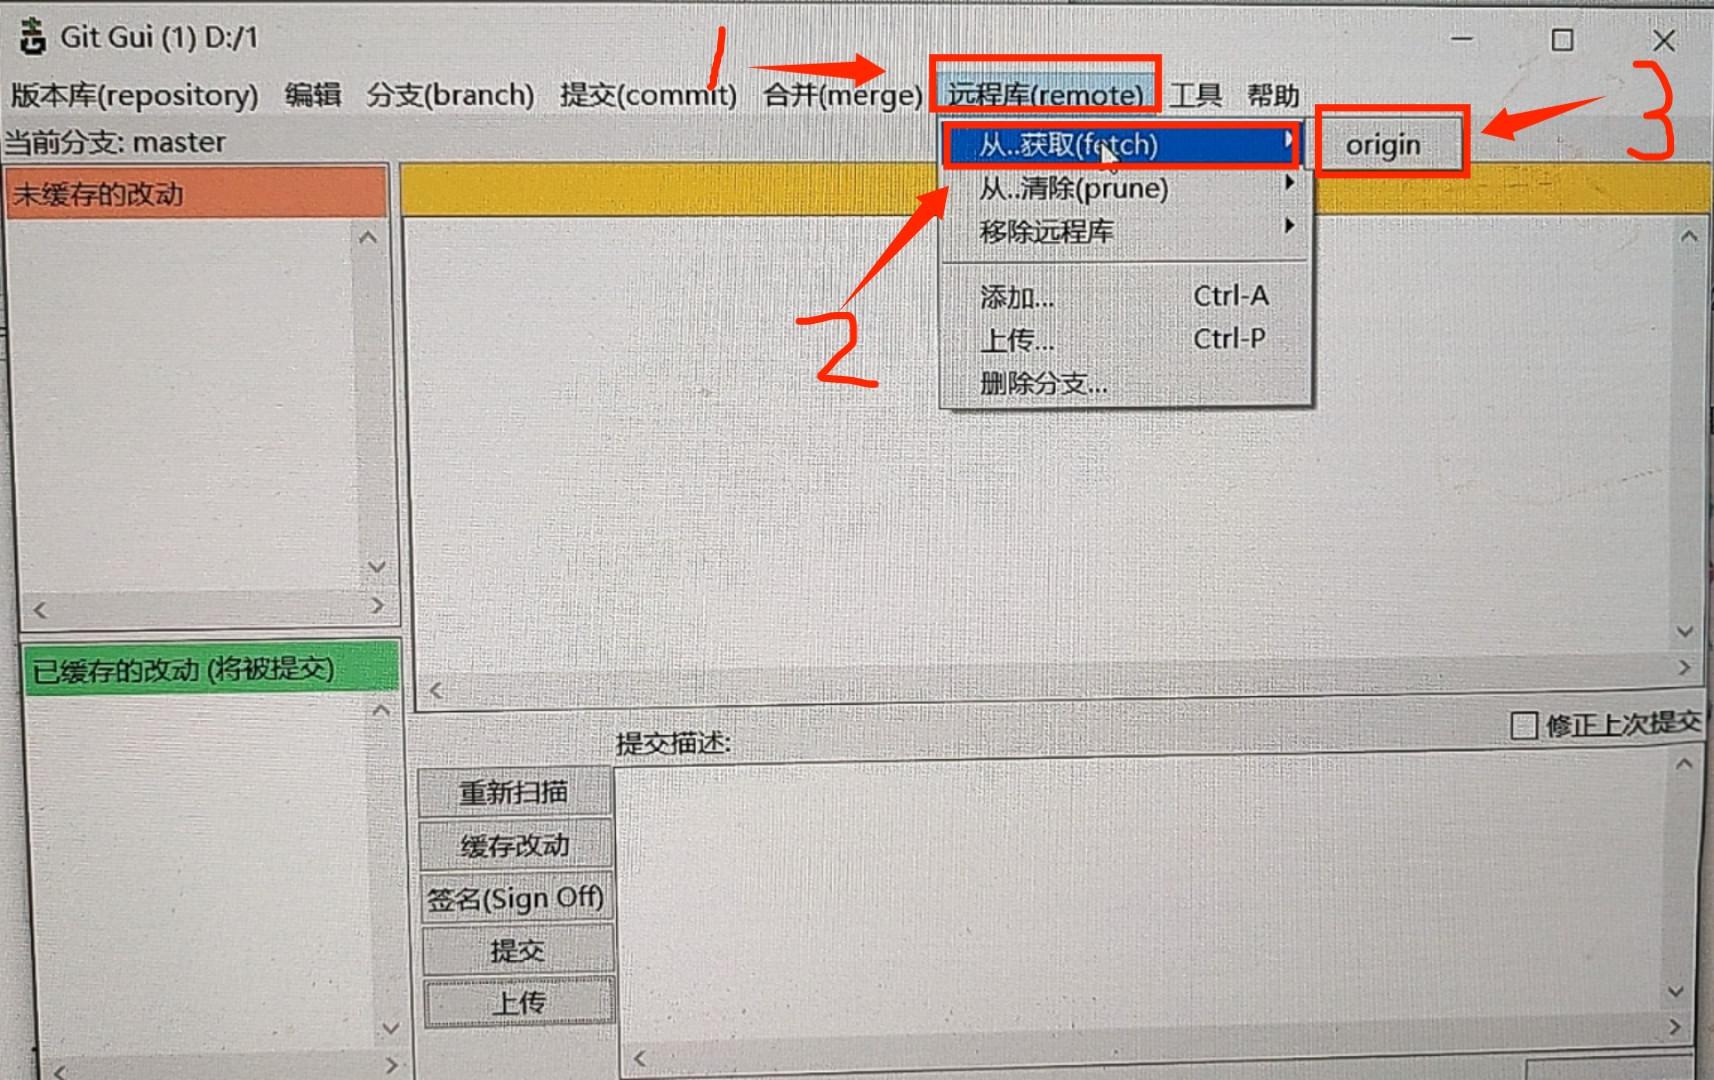 Git Gui (1) D:/1
版本库(repository) 编辑 分支(branch) 提交(commit) 合并(merge) 远程库(remote) 工具 帮助
1
3
当前分支: master
从..获取(fetch)
origin
未缓存的改动
从..清除(prune)
移除远程库
添加... Ctrl-A
上传... Ctrl-P
2
删除分支...
已缓存的改动 (将被提交)
提交描述:
修正上次提交
重新扫描
缓存改动
签名(Sign Off)
提交
上传